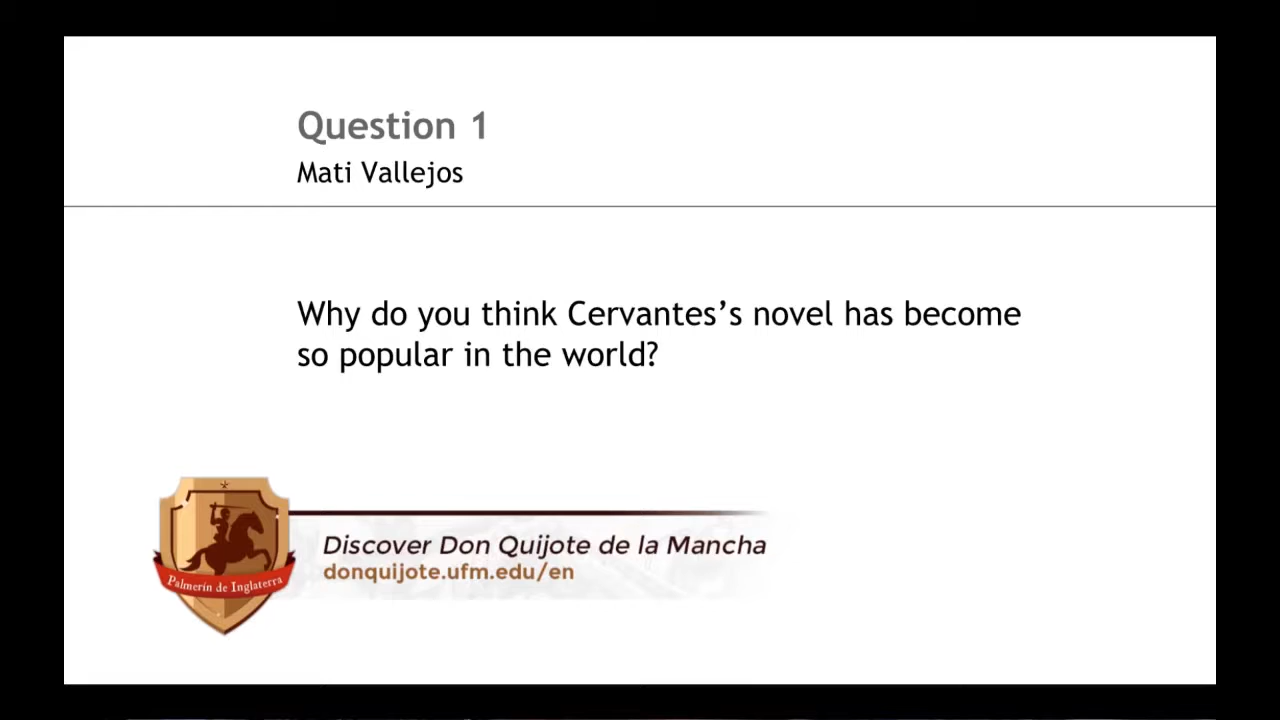 Question 1
Mati Vallejos
Why do you think Cervantes’s novel has become
so popular in the world?
Discover Don Quijote de la Mancha
donquijote.ufm.edu/en
Palmerín de Inglaterra